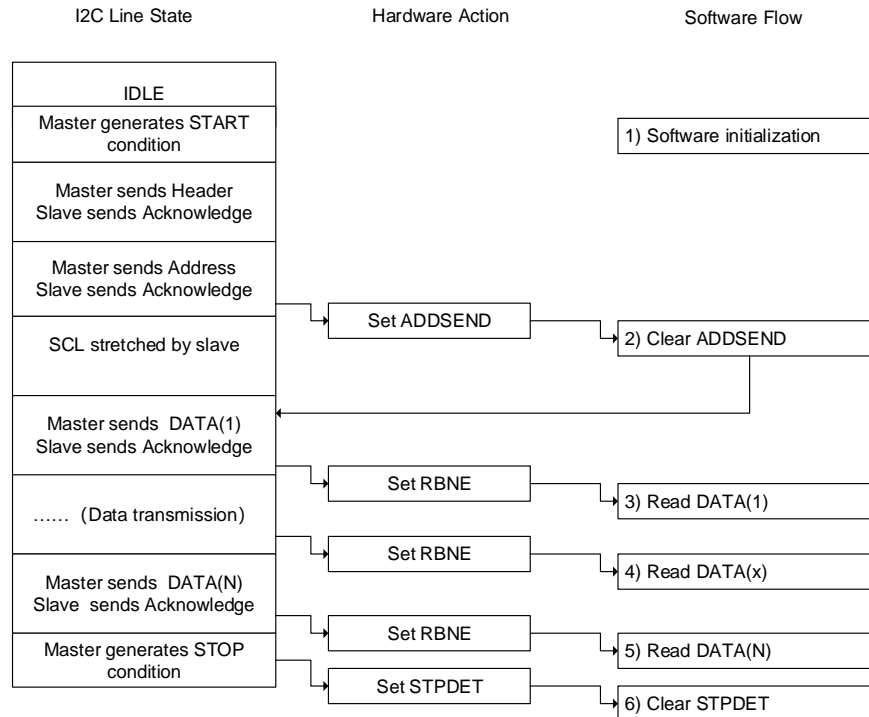 I2C Line State
Hardware Action
Software Flow
IDLE
Master generates START
condition
1) Software initialization
Master sends Header
Slave sends Acknowledge
Master sends Address
Slave sends Acknowledge
Set ADDSEND
2) Clear ADDSEND
SCL stretched by slave
Master sends DATA(1)
Slave sends Acknowledge
Set RBNE
3) Read DATA(1)
...... (Data transmission)
Set RBNE
4) Read DATA(x)
Master sends DATA(N)
Slave sends Acknowledge
Set RBNE
5) Read DATA(N)
Master generates STOP
condition
Set STPDET
6) Clear STPDET